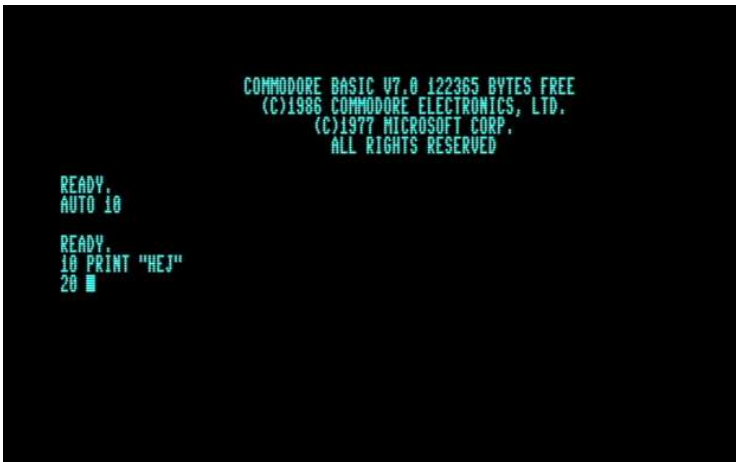 COMMODORE BASIC V7.0 122365 BYTES FREE
(C)1986 COMMODORE ELECTRONICS, LTD.
(C)1977 MICROSOFT CORP.
ALL RIGHTS RESERVED
READY.
AUTO 10
READY.
10 PRINT "HEJ"
20